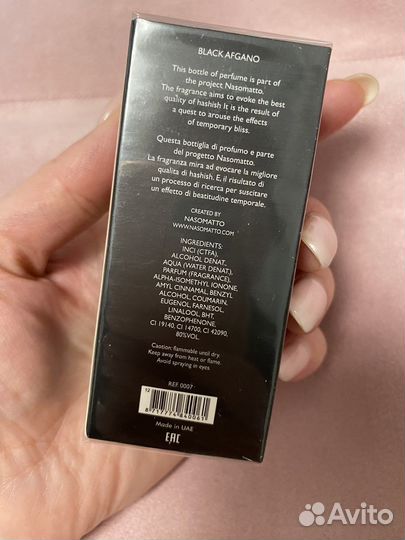 BLACK AFGANO
This bottle of perfume is part of
the project Nasomatto.
The fragrance aims to evoke the best
quality of hashish It is the result of
a quest to arouse the effects
of temporary bliss.
Questa bottiglia di profumo e parte
del progetto Nasomatto.
La fragranza mira ad evocare la migliore
qualita di hashish. E, il risultato di
un processo di ricerca per suscitare
un effetto di beatitudine temporale.
CREATED BY
NASOMATTO
WWW.NASOMATTO.COM
INGREDIENTS:
INCI (CTFA),
ALCOHOL DENAT,
AQUA (WATER DENAT),
PARFUM (FRAGRANCE),
ALPHA-ISOMETHYL IONONE,
AMYL CINNAMAL, BENZYL
ALCOHOL, COUMARIN,
EUGENOL, FARNESOL,
LINALOOL, BHT,
BENZOPHENONE,
CI 19140, CI 14700, CI 42090,
80%VOL.
Caution: flammable until dry.
Keep away from heat or flame.
Avoid spraying in eyes.
REF. 0007
12
8 717774 840061
Made in UAE
EAC
Avito